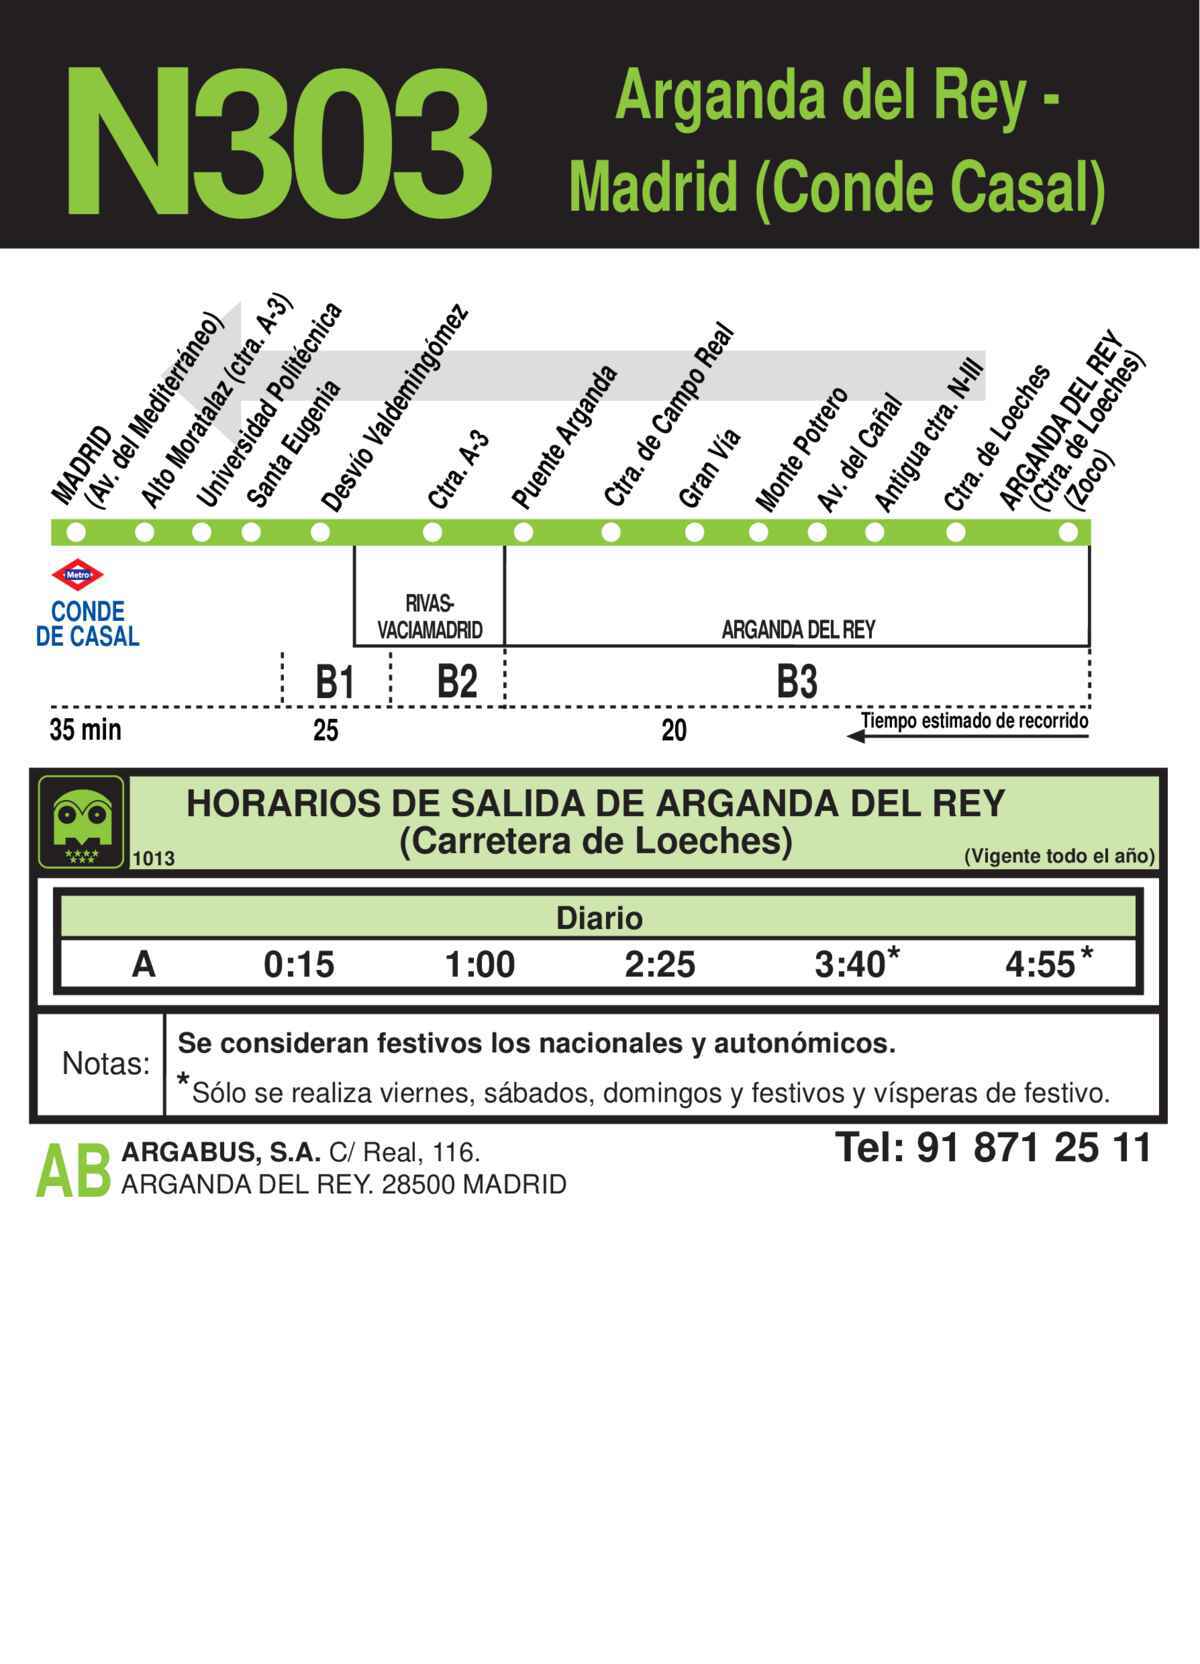 N303
Arganda del Rey -
Madrid (Conde Casal)
MADRID
(Av. del Mediterráneo)
Alto Moratalaz (ctra. A-3)
Universidad Politécnica
Santa Eugenia
Desvío Valdemingómez
Ctra. A-3
Puente Arganda
Ctra. de Campo Real
Gran Vía
Monte Potrero
Av. del Cañal
Antigua ctra. N-III
Ctra. de Loeches
ARGANDA DEL REY
(Ctra. de Loeches)
(Zoco)
Metro
CONDE
DE CASAL
RIVAS-
VACIAMADRID
ARGANDA DEL REY
B1 B2 B3
35 min 25 20 Tiempo estimado de recorrido
HORARIOS DE SALIDA DE ARGANDA DEL REY
(Carretera de Loeches)
1013 (Vigente todo el año)
Diario
A 0:15 1:00 2:25 3:40* 4:55*
Notas:
Se consideran festivos los nacionales y autonómicos.
*Sólo se realiza viernes, sábados, domingos y festivos y vísperas de festivo.
AB
ARGABUS, S.A. C/ Real, 116.
ARGANDA DEL REY. 28500 MADRID
Tel: 91 871 25 11